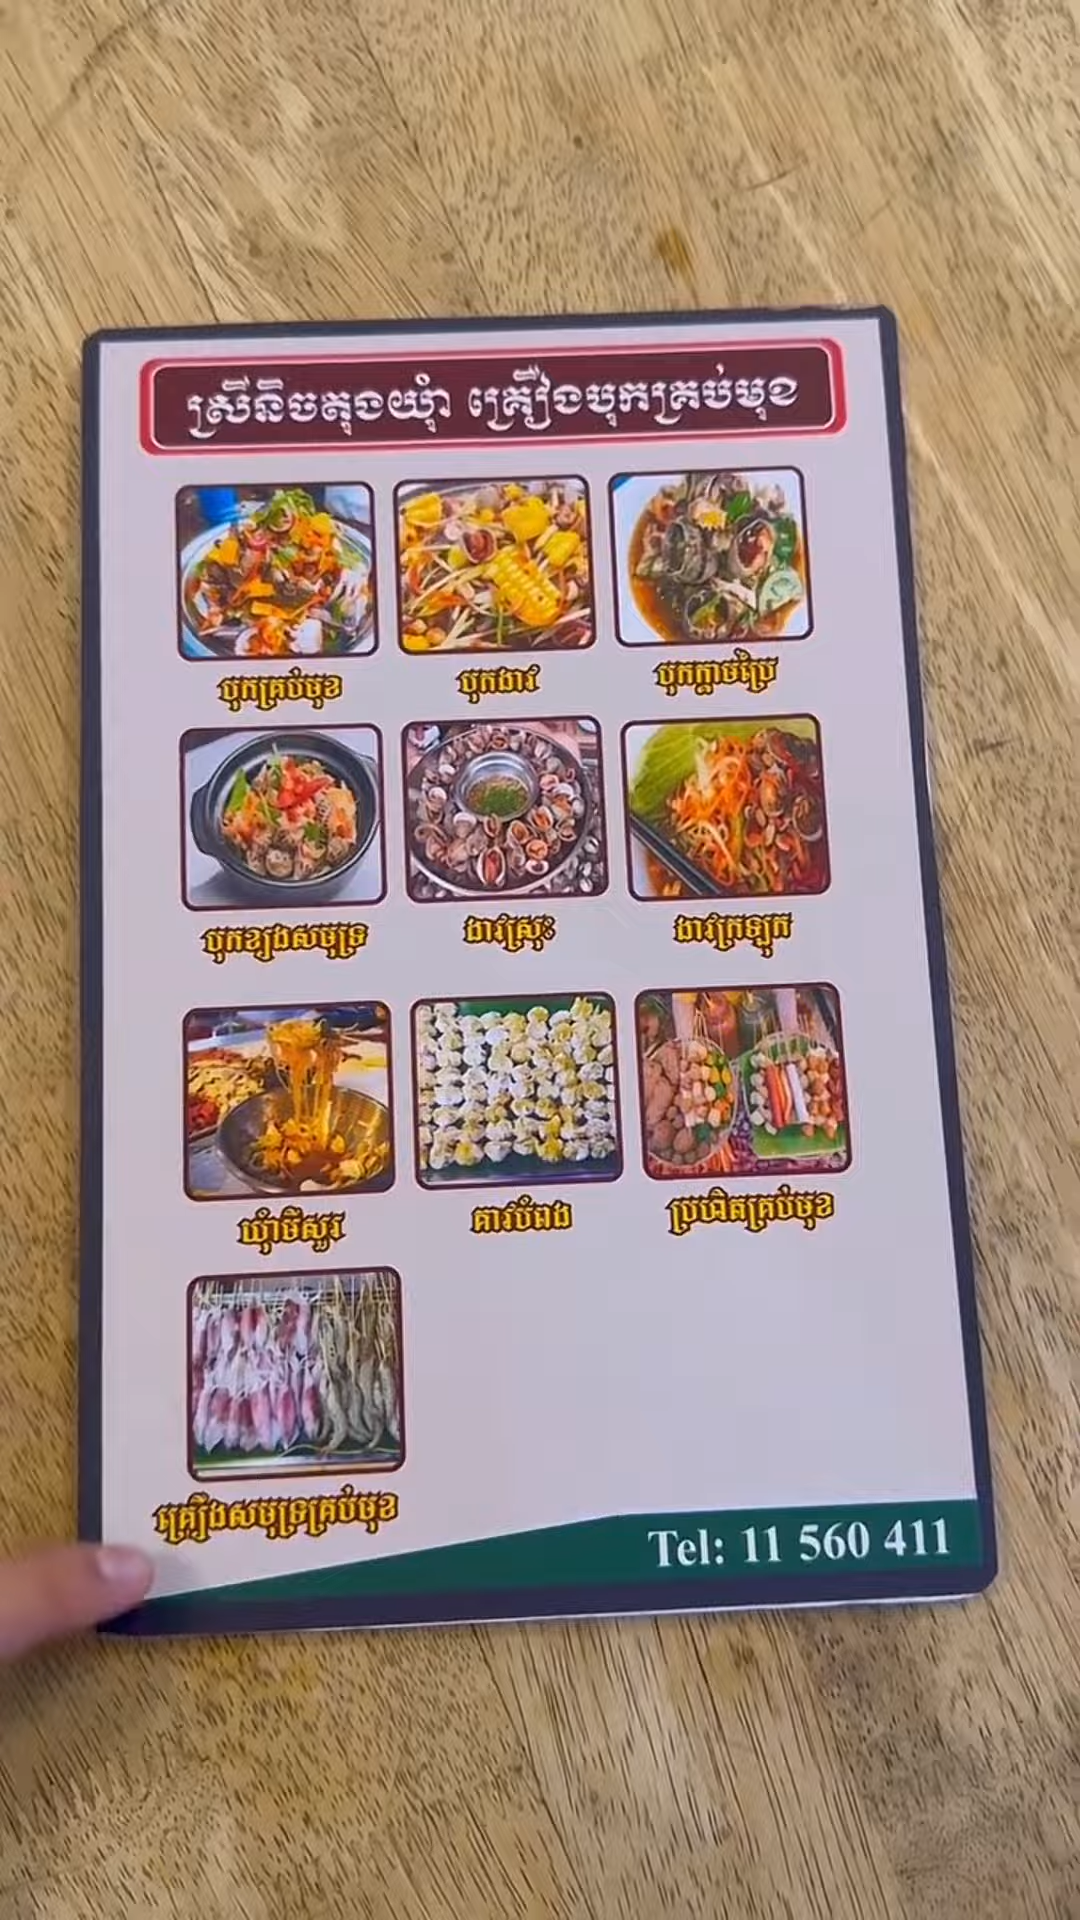 ស្រីនិចតុងយ៉ាំ គ្រឿងបុកគ្រប់មុខ
បុកគ្រប់មុខ
បុកងាវ
បុកក្ដាមប្រៃ
បុកខ្យងសមុទ្រ
ងាវស្រុះ
ងាវក្រឡុក
យ៉ាំមីសួរ
គាវបំពង
ប្រហិតគ្រប់មុខ
គ្រឿងសមុទ្រគ្រប់មុខ
Tel: 11 560 411